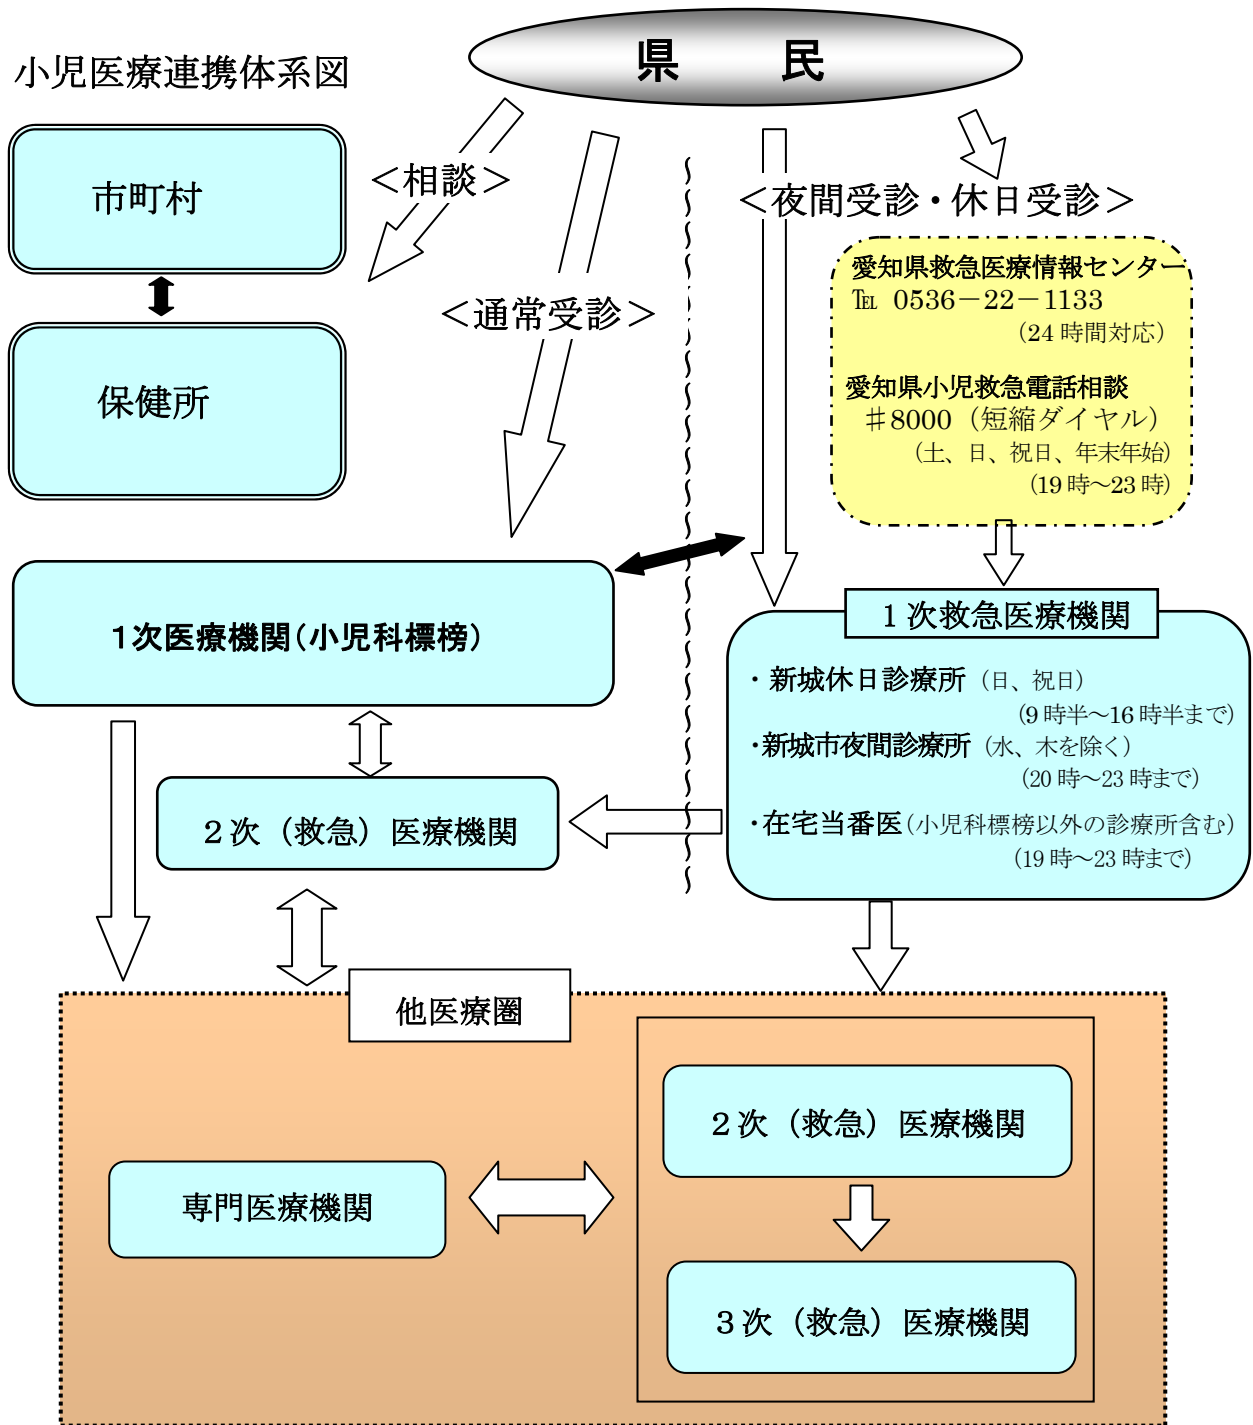 県　民
小児医療連携体系図
市町村
＜相談＞
＜夜間受診・休日受診＞
愛知県救急医療情報センター
℡ 0536－22－1133
（24時間対応）
＜通常受診＞
保健所
愛知県小児救急電話相談
＃8000（短縮ダイヤル）
（土、日、祝日、年末年始）
（19時～23時）
１次医療機関（小児科標榜）
１次救急医療機関
・新城休日診療所（日、祝日）
（9時半～16時半まで）
・新城市夜間診療所（水、木を除く）
（20時～23時まで）
・在宅当番医（小児科標榜以外の診療所含む）
（19時～23時まで）
２次（救急）医療機関
他医療圏
２次（救急）医療機関
専門医療機関
３次（救急）医療機関